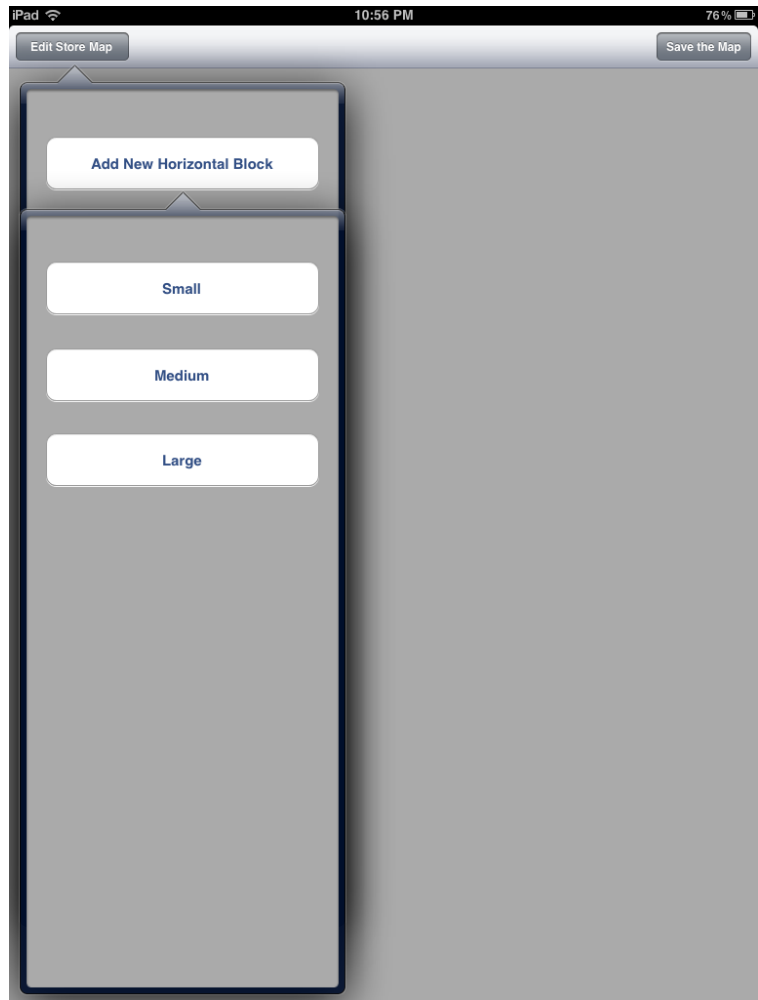 iPad 10:56 PM 76%
Edit Store Map Save the Map
Add New Horizontal Block
Small
Medium
Large